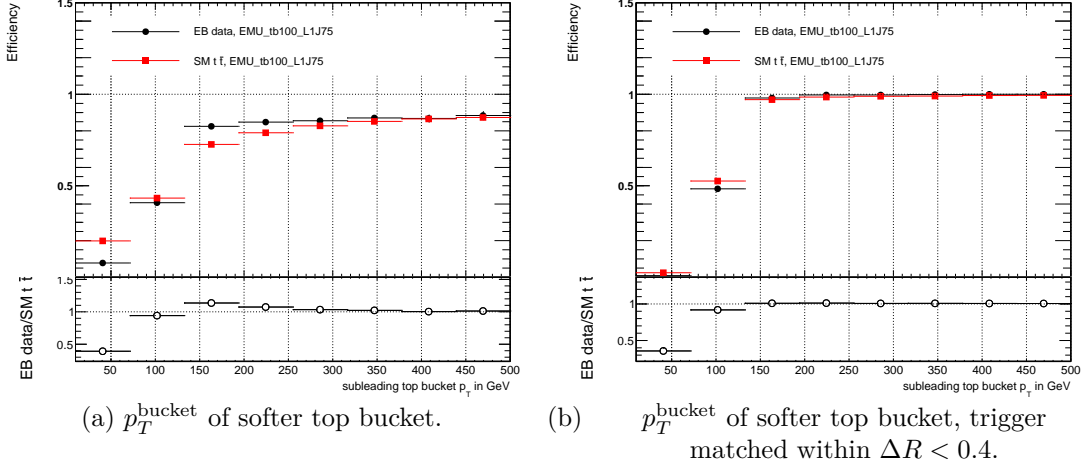 Efficiency
1.5
1
0.5
EB data, EMU_tb100_L1J75
SM t t̄, EMU_tb100_L1J75
EB data/SM t t̄
1.5
1
0.5
50 100 150 200 250 300 350 400 450 500
subleading top bucket p_T in GeV
(a) p_T^bucket of softer top bucket.
Efficiency
1.5
1
0.5
EB data, EMU_tb100_L1J75
SM t t̄, EMU_tb100_L1J75
EB data/SM t t̄
1
0.5
50 100 150 200 250 300 350 400 450 500
subleading top bucket p_T in GeV
(b) p_T^bucket of softer top bucket, trigger
matched within ΔR < 0.4.